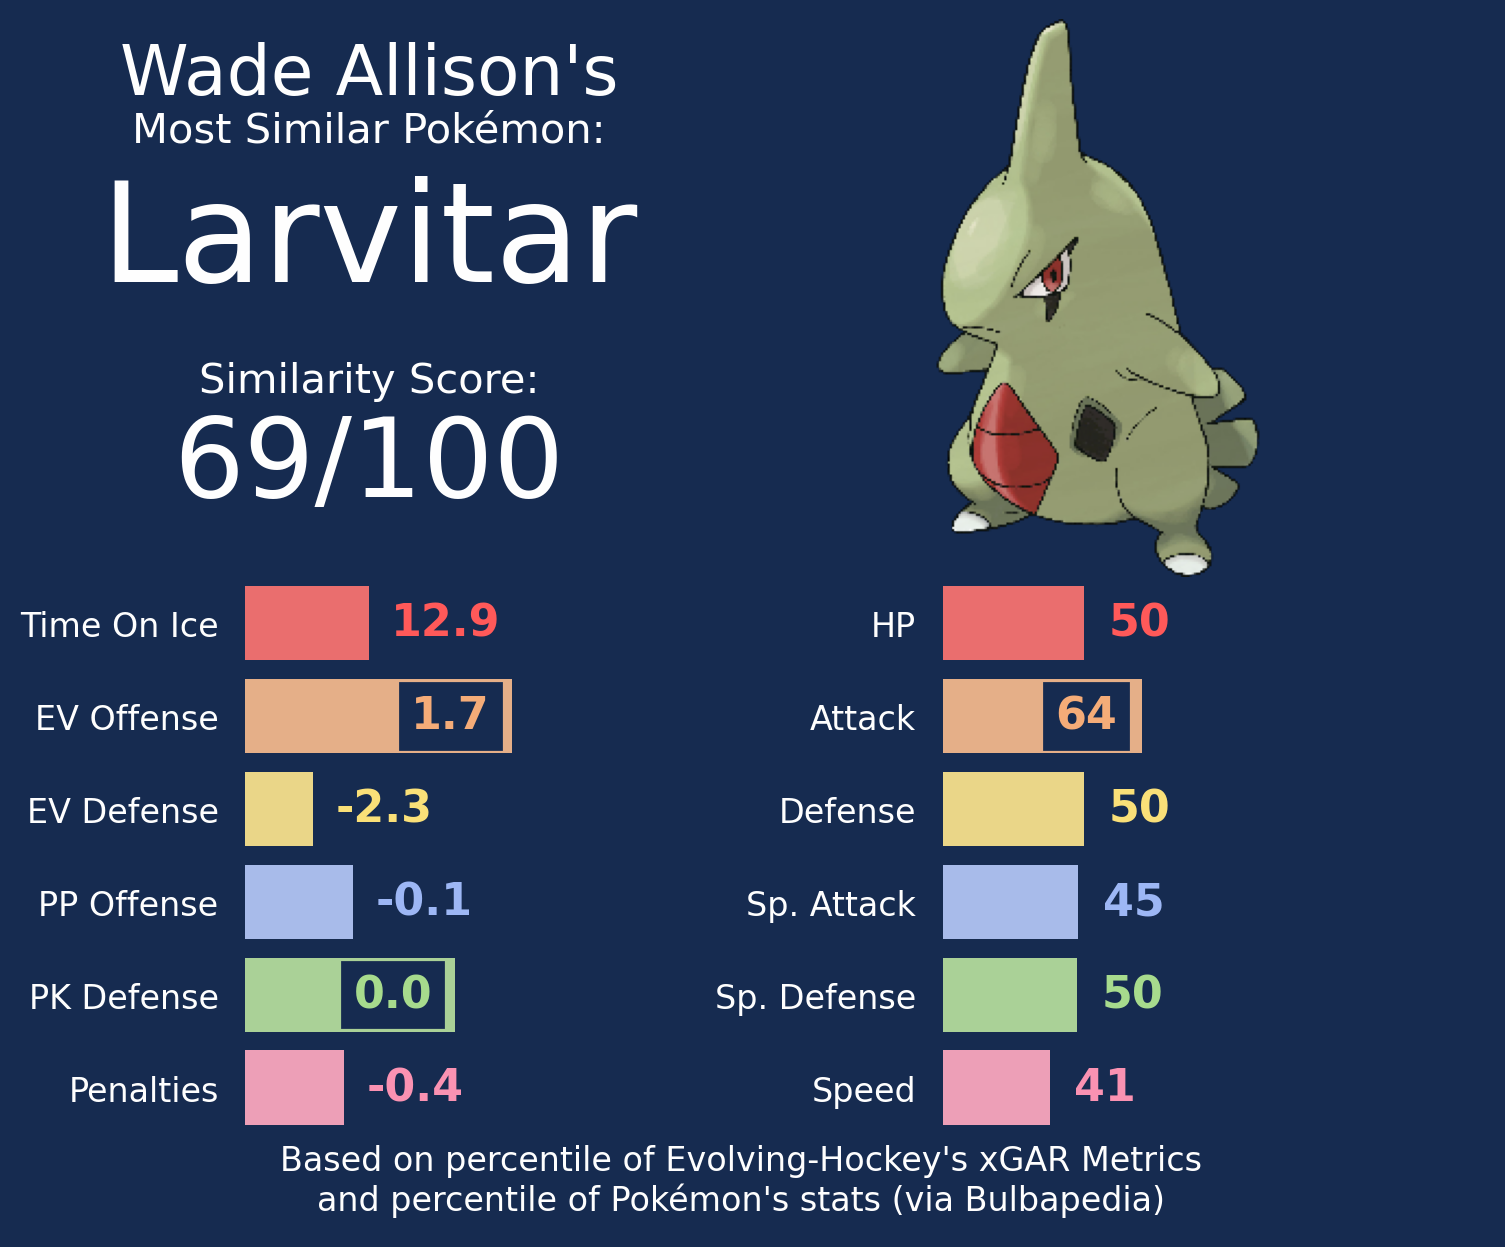 Wade Allison's
Most Similar Pokémon:
Larvitar
Similarity Score:
69/100
Time On Ice 12.9
EV Offense 1.7
EV Defense -2.3
PP Offense -0.1
PK Defense 0.0
Penalties -0.4
HP 50
Attack 64
Defense 50
Sp. Attack 45
Sp. Defense 50
Speed 41
Based on percentile of Evolving-Hockey's xGAR Metrics
and percentile of Pokémon's stats (via Bulbapedia)